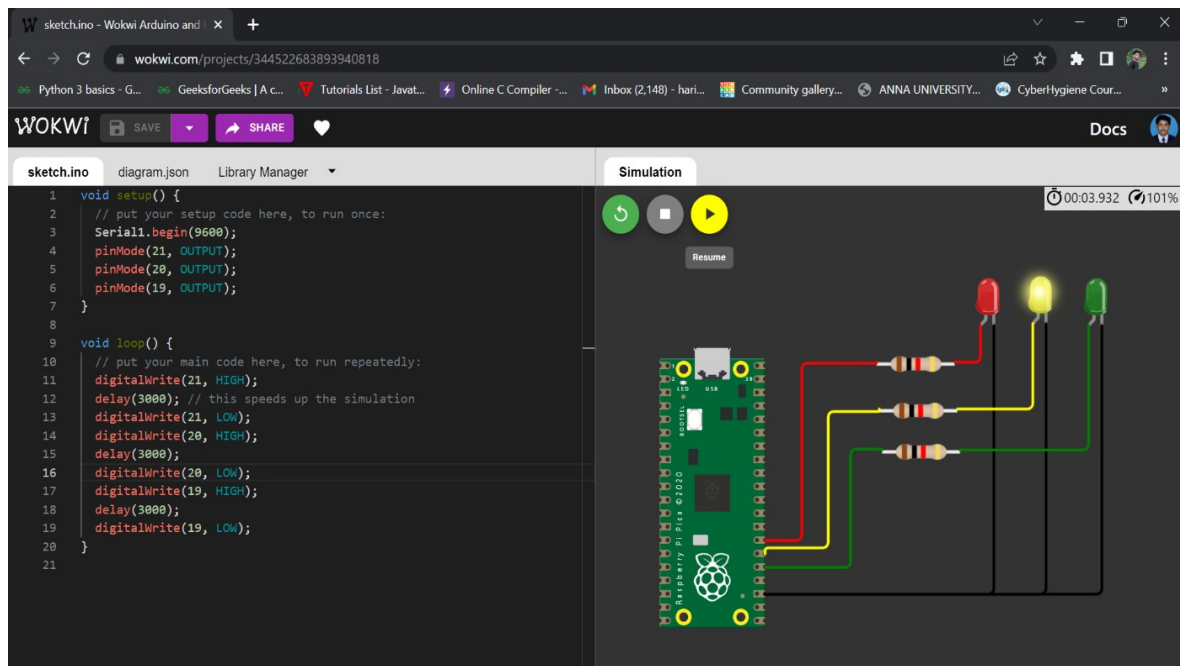 sketch.ino - Wokwi Arduino and
wokwi.com/projects/344522683893940818
Python 3 basics - G... GeeksforGeeks | A c... Tutorials List - Javat... Online C Compiler -... Inbox (2,148) - hari... Community gallery... ANNA UNIVERSITY... CyberHygiene Cour... »
WOKWI SAVE SHARE Docs
sketch.ino diagram.json Library Manager Simulation
1 void setup() {
2 // put your setup code here, to run once:
3 Serial1.begin(9600);
4 pinMode(21, OUTPUT);
5 pinMode(20, OUTPUT);
6 pinMode(19, OUTPUT);
7 }
8
9 void loop() {
10 // put your main code here, to run repeatedly:
11 digitalWrite(21, HIGH);
12 delay(3000); // this speeds up the simulation
13 digitalWrite(21, LOW);
14 digitalWrite(20, HIGH);
15 delay(3000);
16 digitalWrite(20, LOW);
17 digitalWrite(19, HIGH);
18 delay(3000);
19 digitalWrite(19, LOW);
20 }
21
00:03.932 101%
Resume
1
2
39
LED USB
BOOTSEL
Raspberry Pi Pico ©2020